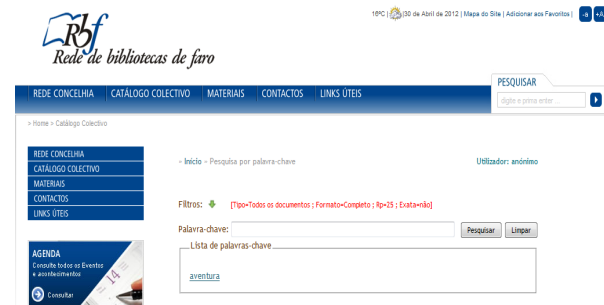 16ºC | |30 de Abril de 2012 | Mapa do Site | Adicionar aos Favoritos | -a +A
Rbf
Rede de bibliotecas de faro
PESQUISAR
REDE CONCELHIA CATÁLOGO COLECTIVO MATERIAIS CONTACTOS LINKS ÚTEIS
digite e prima enter ...
> Home > Catálogo Colectivo
REDE CONCELHIA
CATÁLOGO COLECTIVO
MATERIAIS
CONTACTOS
LINKS ÚTEIS
» Início » Pesquisa por palavra-chave Utilizador: anónimo
Filtros: [Tipo=Todos os documentos ; Formato=Completo ; Rp=25 ; Exata=não]
Palavra-chave: Pesquisar Limpar
Lista de palavras-chave
aventura
AGENDA
Consulte todos os Eventos
e acontecimentos
Consultar
14